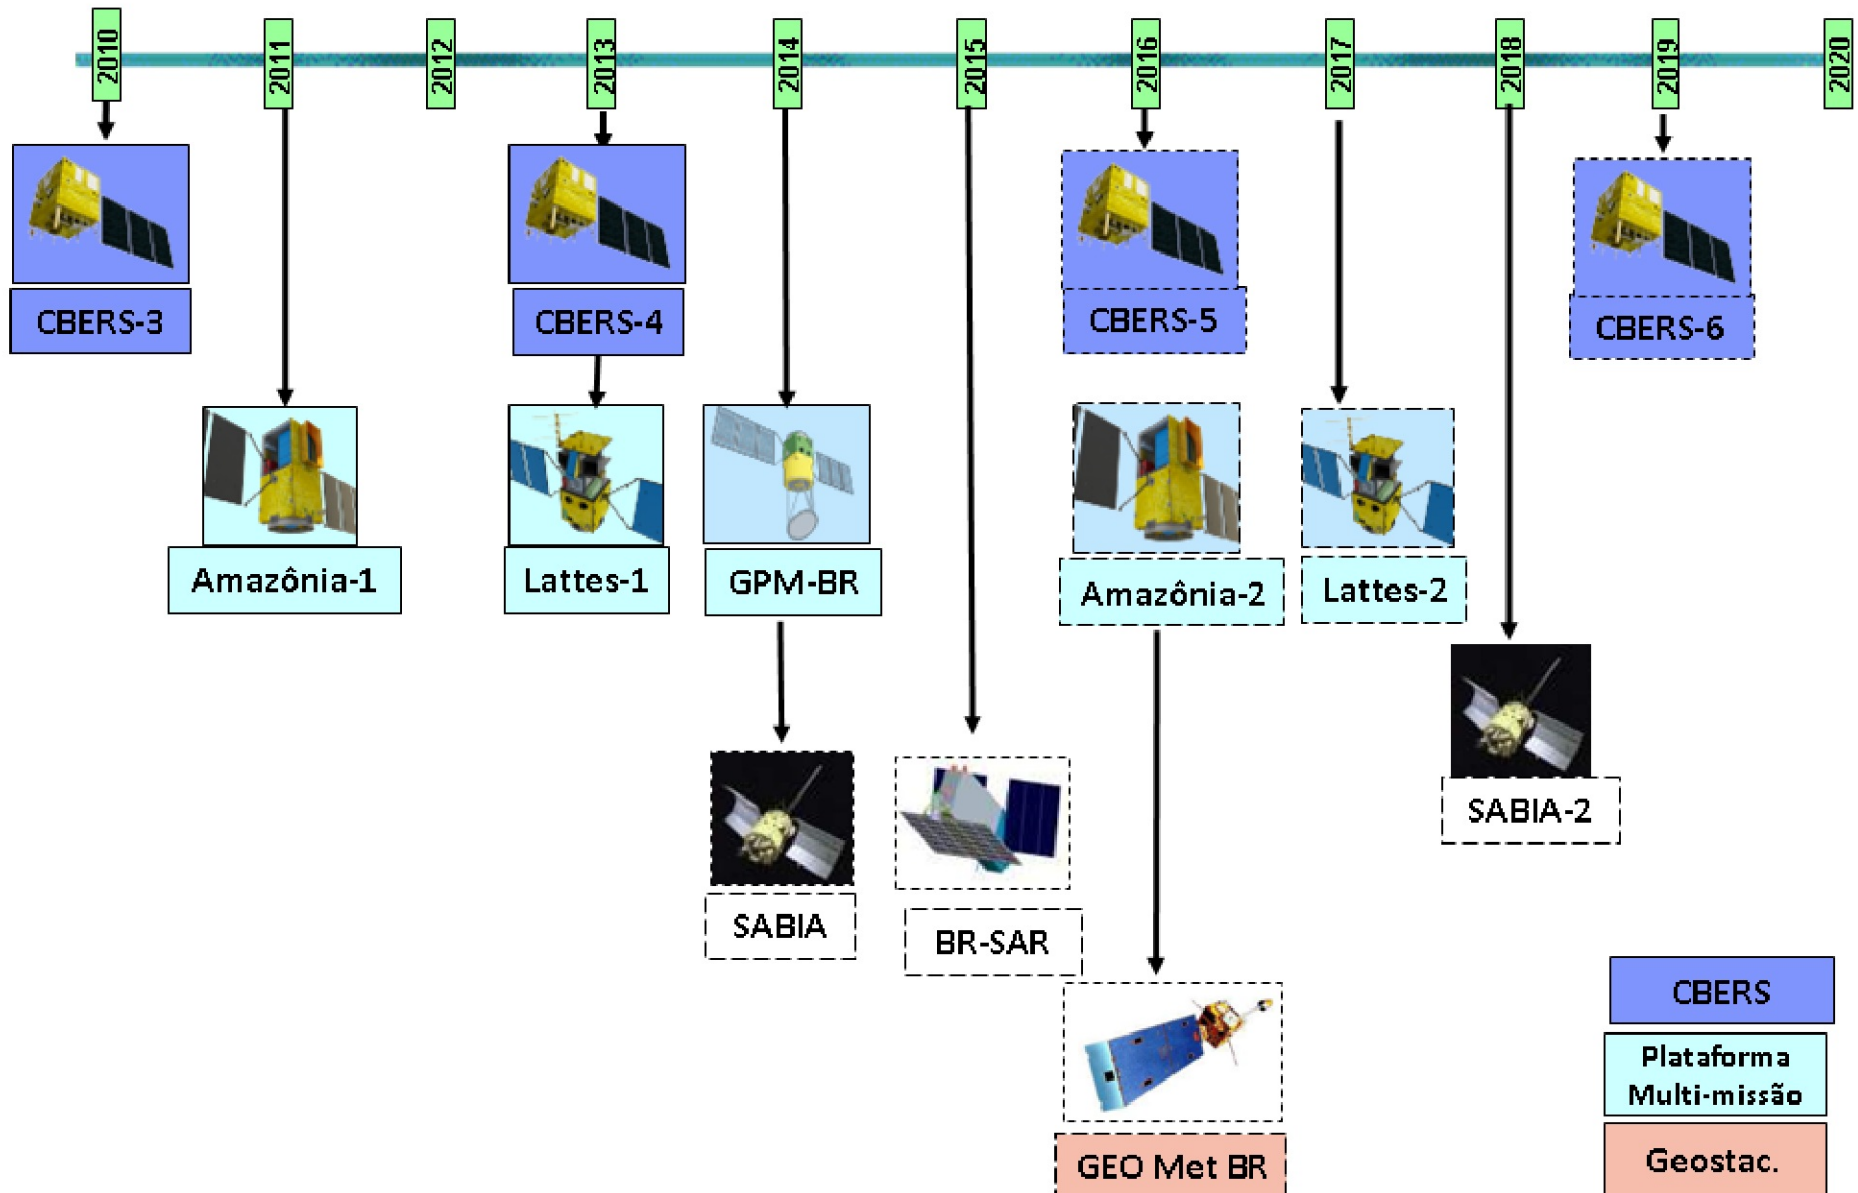 2010
2011
2012
2013
2014
2015
2016
2017
2018
2019
2020
CBERS-3
CBERS-4
CBERS-5
CBERS-6
Amazônia-1
Lattes-1
GPM-BR
Amazônia-2
Lattes-2
SABIA-2
SABIA
BR-SAR
GEO Met BR
CBERS
Plataforma
Multi-missão
Geostac.